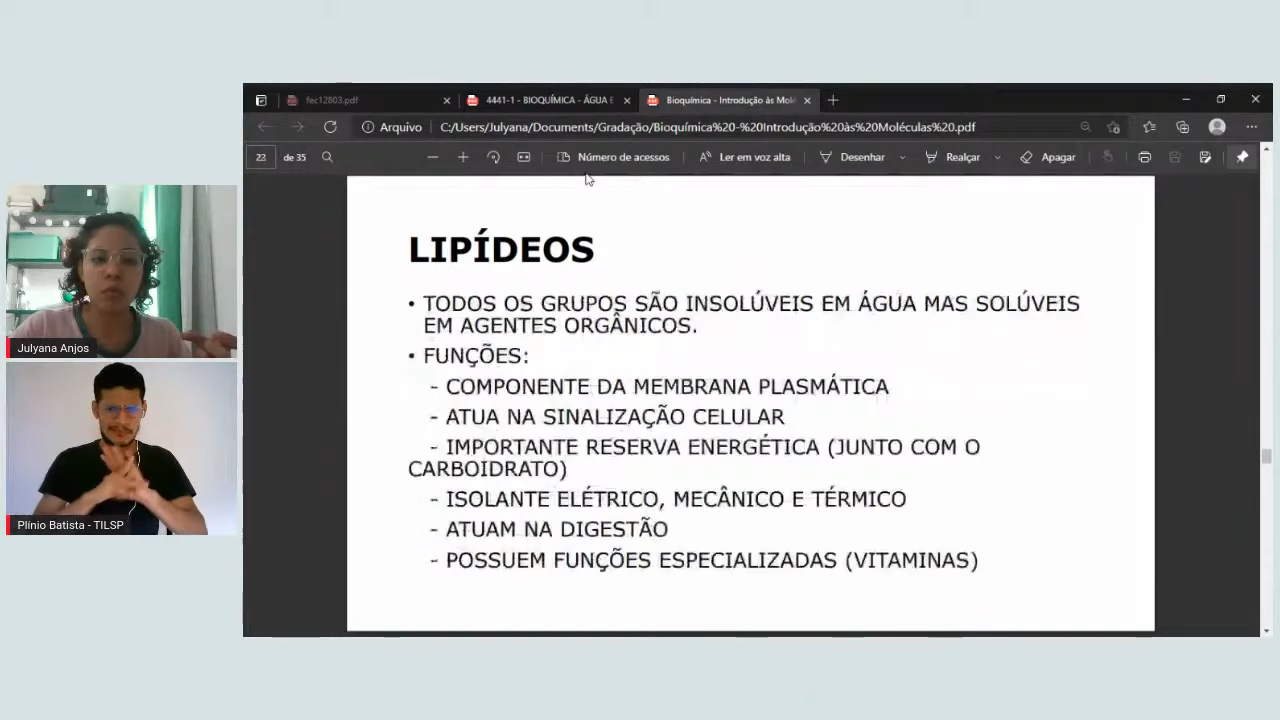 fec12803.pdf
4441-1 - BIOQUÍMICA - ÁGUA E
Bioquímica - Introdução às Mol
Arquivo
C:/Users/Julyana/Documents/Gradação/Bioquímica%20-%20Introdução%20às%20Moléculas%20.pdf
23 de 35
Número de acessos
Ler em voz alta
Desenhar
Realçar
Apagar
LIPÍDEOS
• TODOS OS GRUPOS SÃO INSOLÚVEIS EM ÁGUA MAS SOLÚVEIS
EM AGENTES ORGÂNICOS.
• FUNÇÕES:
- COMPONENTE DA MEMBRANA PLASMÁTICA
- ATUA NA SINALIZAÇÃO CELULAR
- IMPORTANTE RESERVA ENERGÉTICA (JUNTO COM O
CARBOIDRATO)
- ISOLANTE ELÉTRICO, MECÂNICO E TÉRMICO
- ATUAM NA DIGESTÃO
- POSSUEM FUNÇÕES ESPECIALIZADAS (VITAMINAS)
Julyana Anjos
Plínio Batista - TILSP